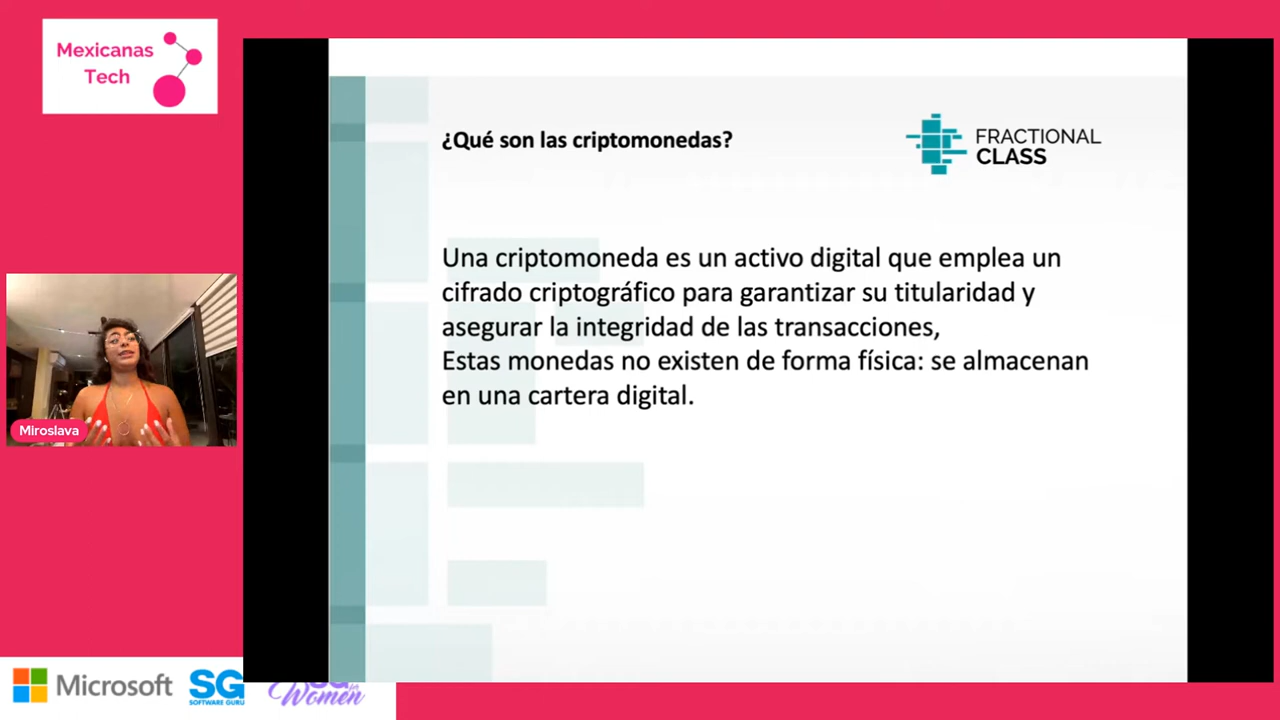 Mexicanas
Tech
¿Qué son las criptomonedas?
FRACTIONAL
CLASS
Una criptomoneda es un activo digital que emplea un
cifrado criptográfico para garantizar su titularidad y
asegurar la integridad de las transacciones,
Estas monedas no existen de forma física: se almacenan
en una cartera digital.
Miroslava
Microsoft
SG
SOFTWARE GURU
Women